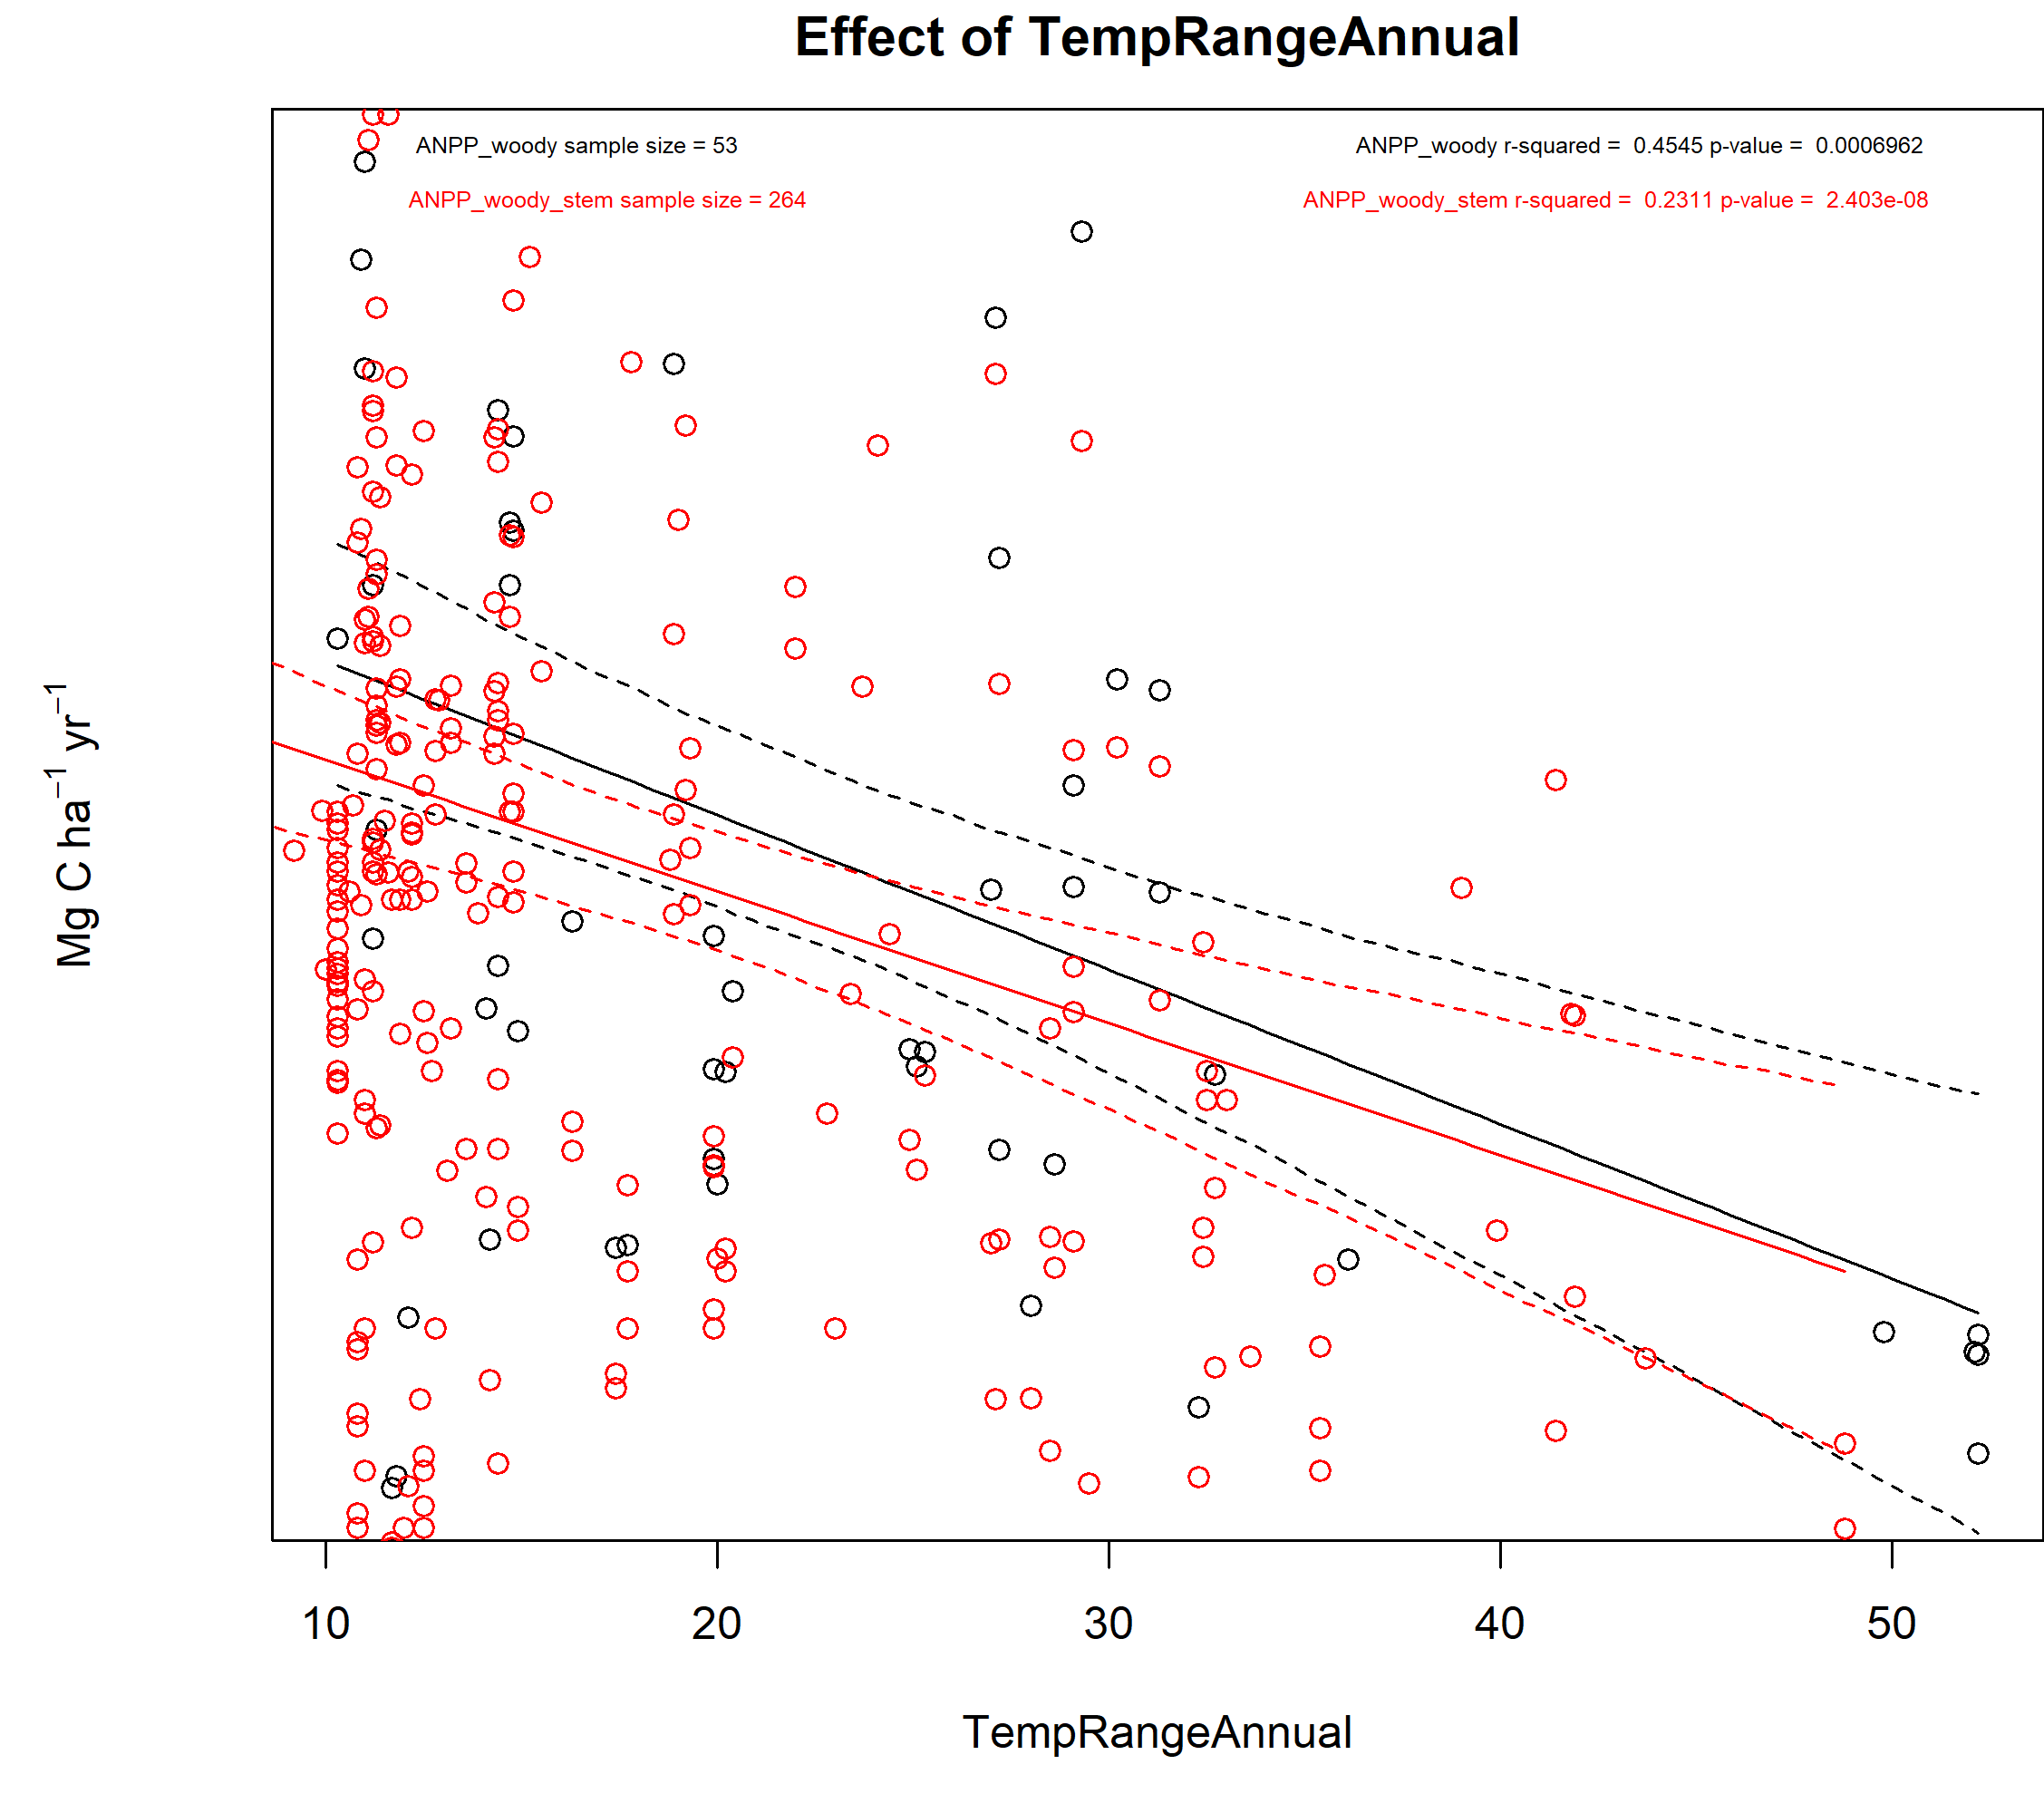 Effect of TempRangeAnnual
ANPP_woody sample size = 53
ANPP_woody r-squared = 0.4545 p-value = 0.0006962
ANPP_woody_stem sample size = 264
ANPP_woody_stem r-squared = 0.2311 p-value = 2.403e-08
Mg C ha⁻¹ yr⁻¹
10 20 30 40 50
TempRangeAnnual